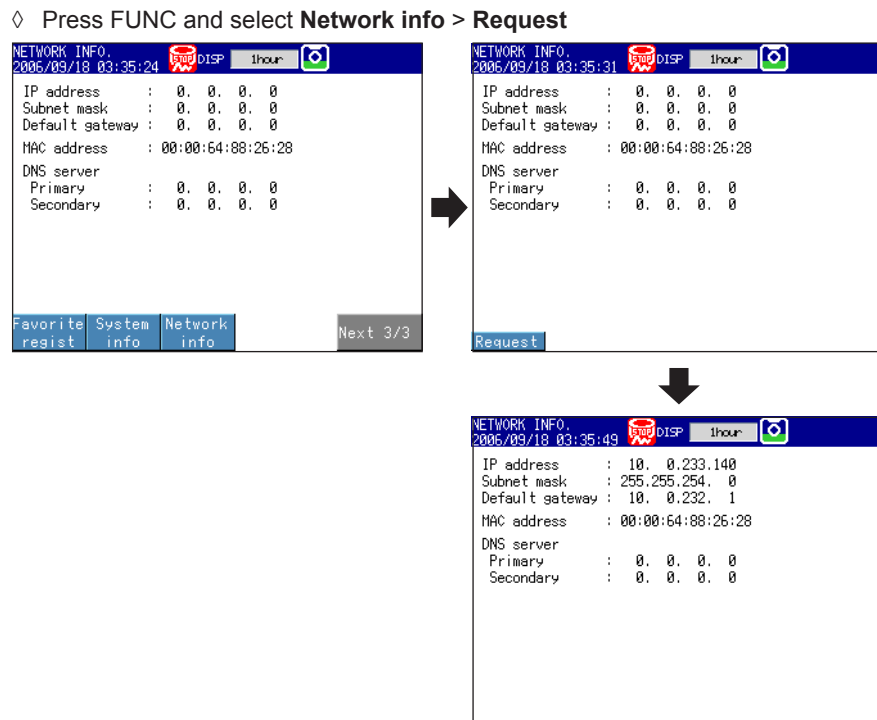 ◊ Press FUNC and select Network info > Request
NETWORK INFO.
2006/09/18 03:35:24 STOP DISP 1hour
IP address : 0. 0. 0. 0
Subnet mask : 0. 0. 0. 0
Default gateway : 0. 0. 0. 0
MAC address : 00:00:64:88:26:28
DNS server
Primary : 0. 0. 0. 0
Secondary : 0. 0. 0. 0
Favorite regist System info Network info Next 3/3
NETWORK INFO.
2006/09/18 03:35:31 STOP DISP 1hour
IP address : 0. 0. 0. 0
Subnet mask : 0. 0. 0. 0
Default gateway : 0. 0. 0. 0
MAC address : 00:00:64:88:26:28
DNS server
Primary : 0. 0. 0. 0
Secondary : 0. 0. 0. 0
Request
NETWORK INFO.
2006/09/18 03:35:49 STOP DISP 1hour
IP address : 10. 0.233.140
Subnet mask : 255.255.254. 0
Default gateway : 10. 0.232. 1
MAC address : 00:00:64:88:26:28
DNS server
Primary : 0. 0. 0. 0
Secondary : 0. 0. 0. 0